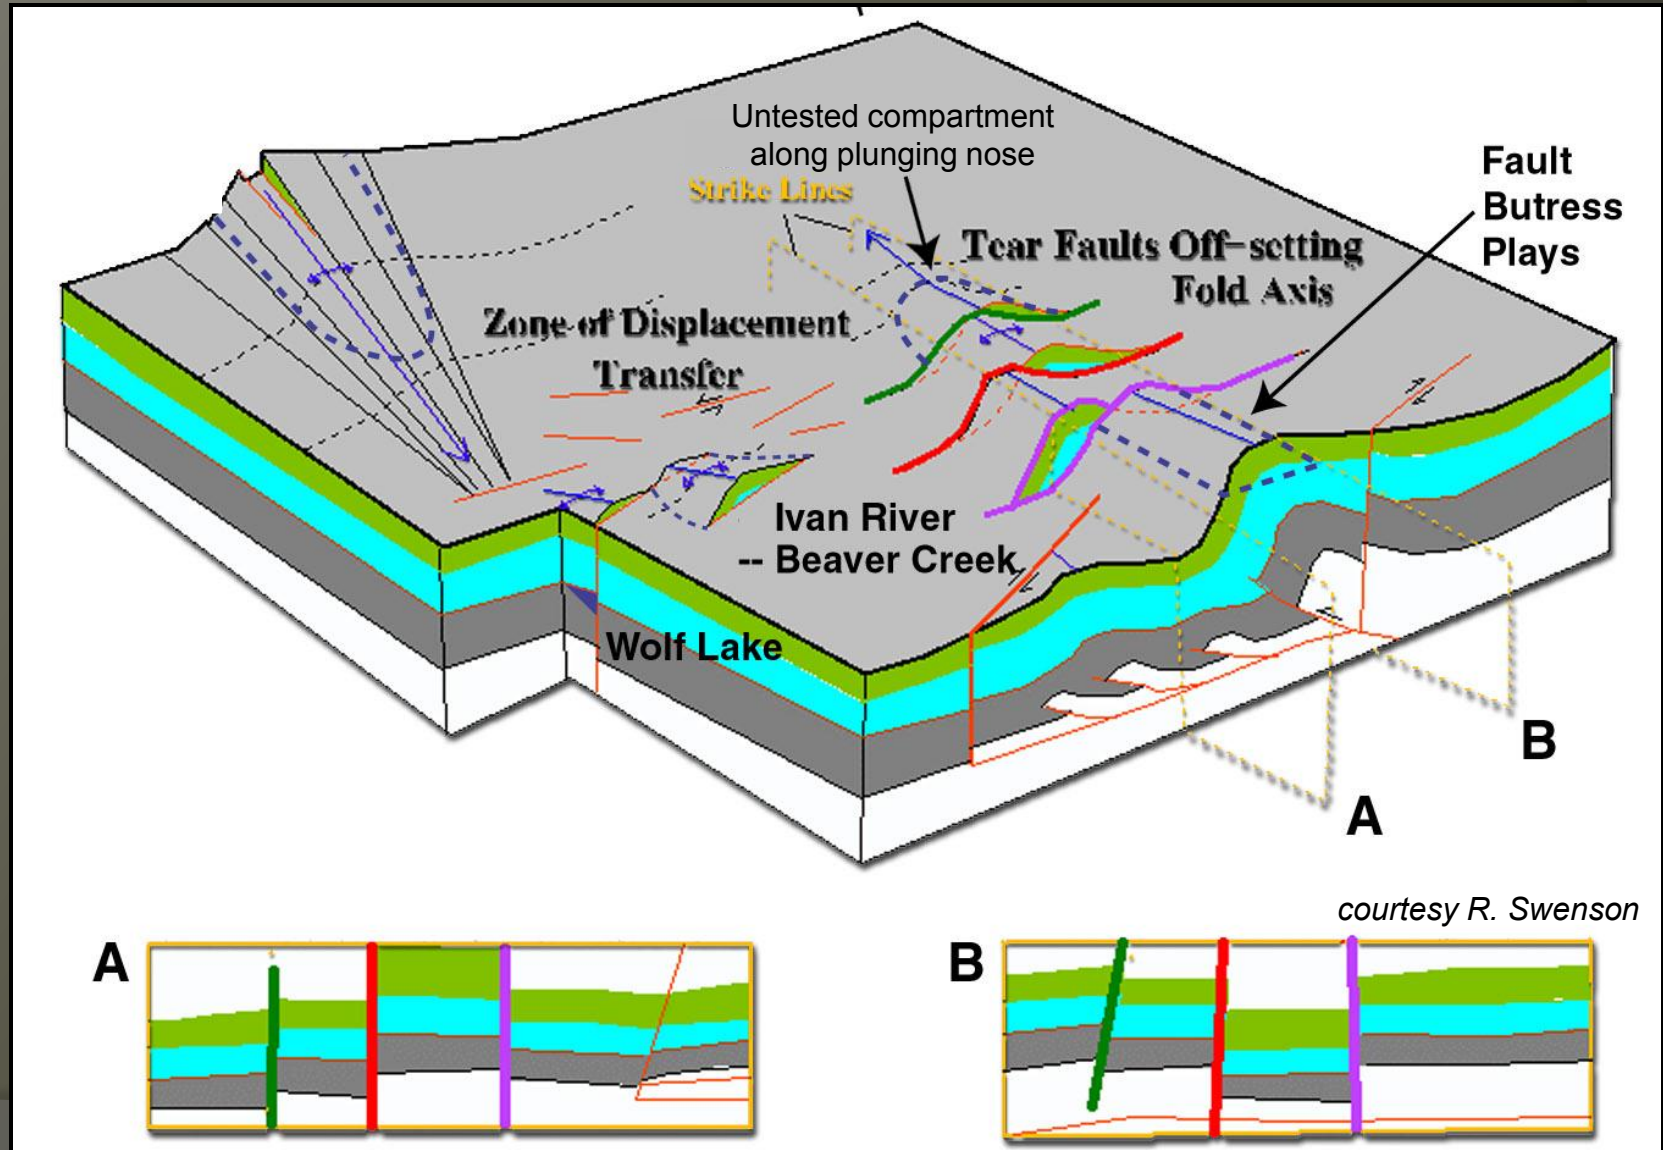 Untested compartment
along plunging nose
Strike Lines
Fault
Butress
Plays
Tear Faults Off-setting
Fold Axis
Zone of Displacement
Transfer
Ivan River
-- Beaver Creek
Wolf Lake
B
A
courtesy R. Swenson
A
B